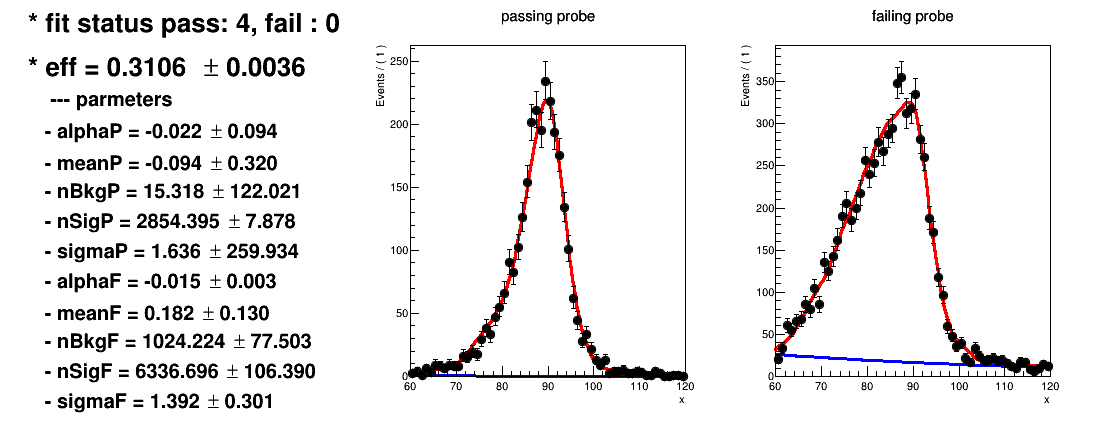 * fit status pass: 4, fail : 0
* eff = 0.3106 ± 0.0036
--- parmeters
- alphaP = -0.022 ± 0.094
- meanP = -0.094 ± 0.320
- nBkgP = 15.318 ± 122.021
- nSigP = 2854.395 ± 7.878
- sigmaP = 1.636 ± 259.934
- alphaF = -0.015 ± 0.003
- meanF = 0.182 ± 0.130
- nBkgF = 1024.224 ± 77.503
- nSigF = 6336.696 ± 106.390
- sigmaF = 1.392 ± 0.301
passing probe
Events / ( 1 )
250
200
150
100
50
0
60 70 80 90 100 110 120
x
failing probe
Events / ( 1 )
350
300
250
200
150
100
50
0
60 70 80 90 100 110 120
x